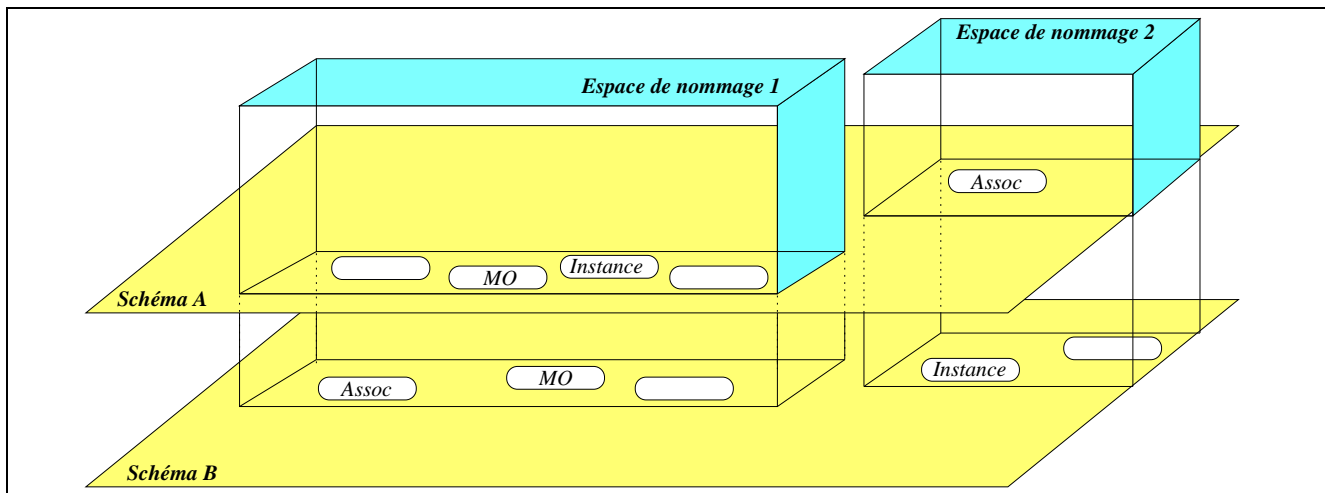 Espace de nommage 2
Espace de nommage 1
Assoc
Instance
MO
Schéma A
Instance
MO
Assoc
Schéma B